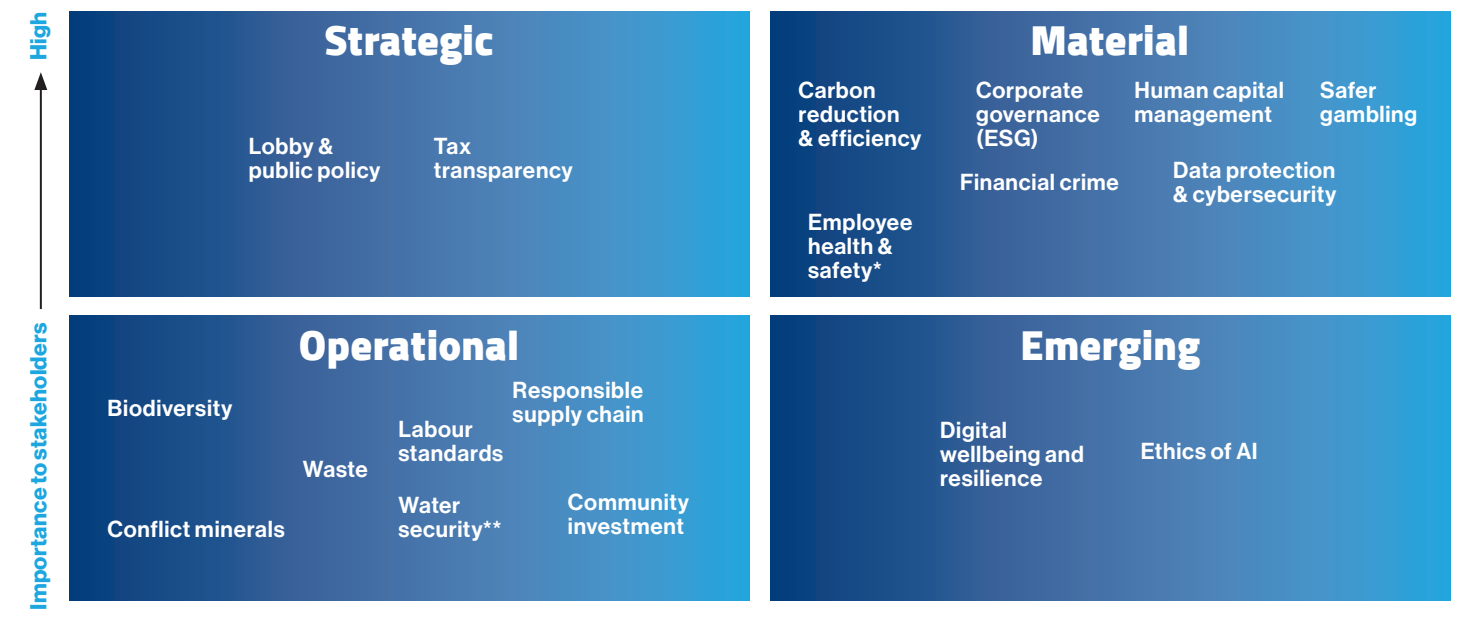 High
Importance to stakeholders
Strategic
Lobby &
public policy
Tax
transparency
Material
Carbon
reduction
& efficiency
Corporate
governance
(ESG)
Human capital
management
Safer
gambling
Financial crime
Data protection
& cybersecurity
Employee
health &
safety*
Operational
Biodiversity
Responsible
supply chain
Labour
standards
Waste
Water
security**
Community
investment
Conflict minerals
Emerging
Digital
wellbeing and
resilience
Ethics of AI